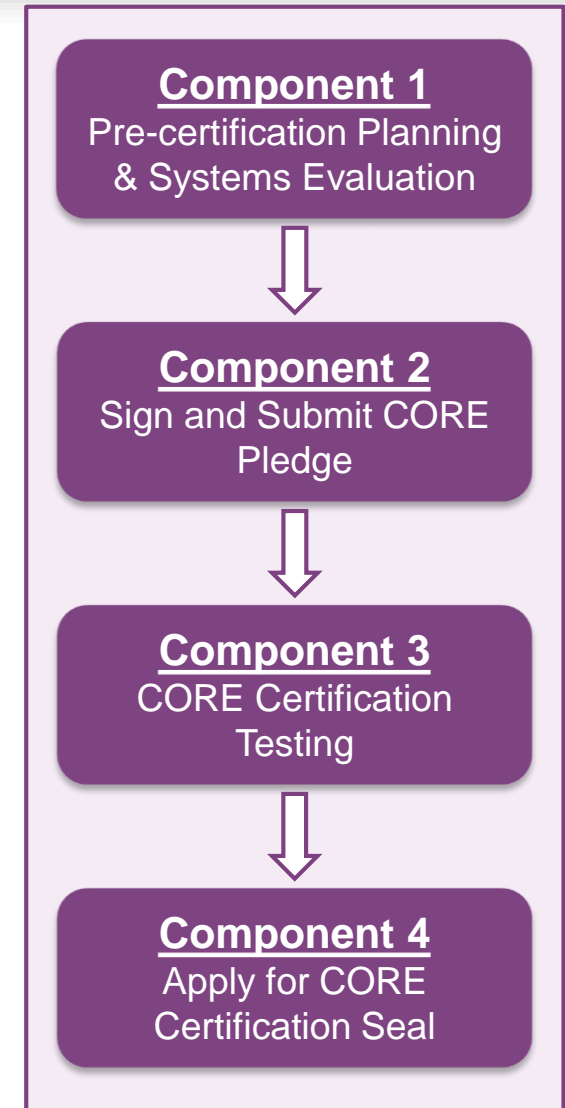 Component 1
Pre-certification Planning
& Systems Evaluation
Component 2
Sign and Submit CORE
Pledge
Component 3
CORE Certification
Testing
Component 4
Apply for CORE
Certification Seal